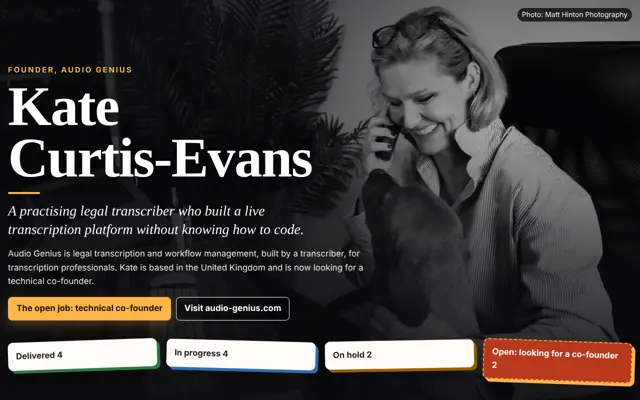 Photo: Matt Hinton Photography
FOUNDER, AUDIO GENIUS
Kate
Curtis-Evans
A practising legal transcriber who built a live
transcription platform without knowing how to code.
Audio Genius is legal transcription and workflow management, built by a transcriber, for
transcription professionals. Kate is based in the United Kingdom and is now looking for a
technical co-founder.
The open job: technical co-founder
Visit audio-genius.com
Delivered 4
In progress 4
On hold 2
Open: looking for a co-founder
2